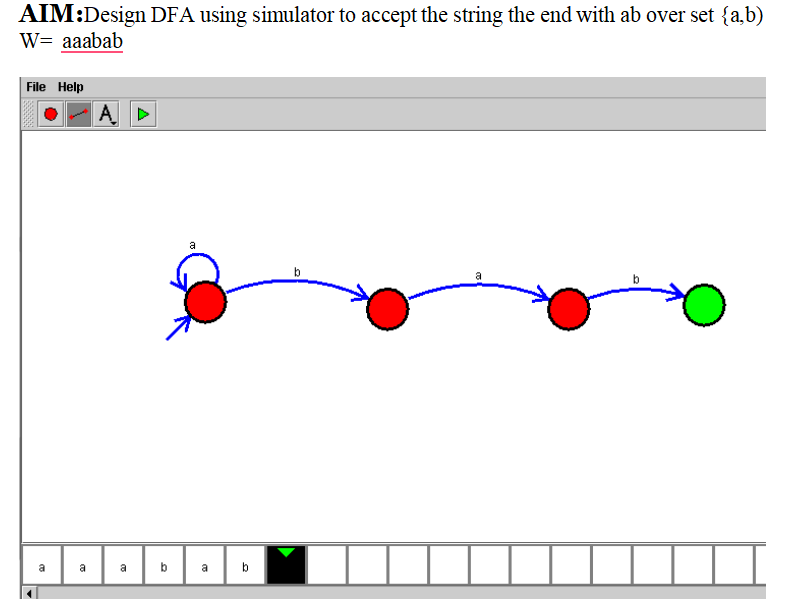 AIM:Design DFA using simulator to accept the string the end with ab over set {a,b)
W= aaabab
File Help
A
a
b
a
b
a a a b a b